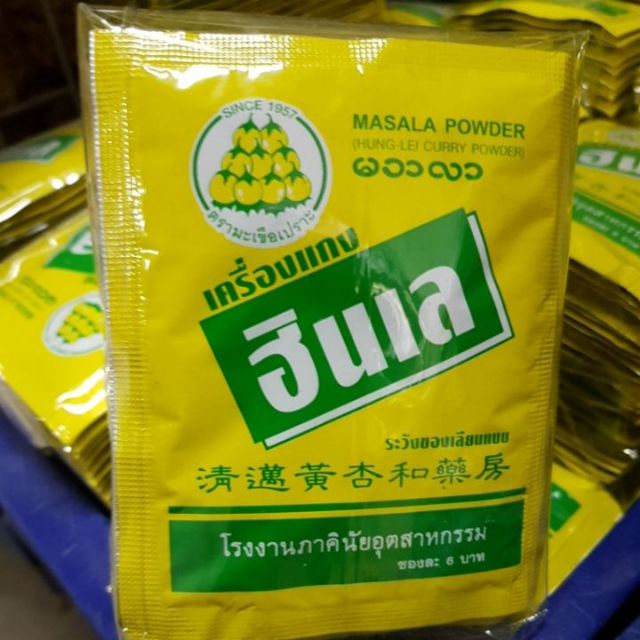 SINCE 1957
ตรามะเขือเปราะ
MASALA POWDER
(HUNG-LEI CURRY POWDER)
မဆာလာ
เครื่องแกง
ฮินเล
ระวังของเลียนแบบ
清邁黃杏和藥房
โรงงานภาคินัยอุตสาหกรรม
ซองละ 6 บาท